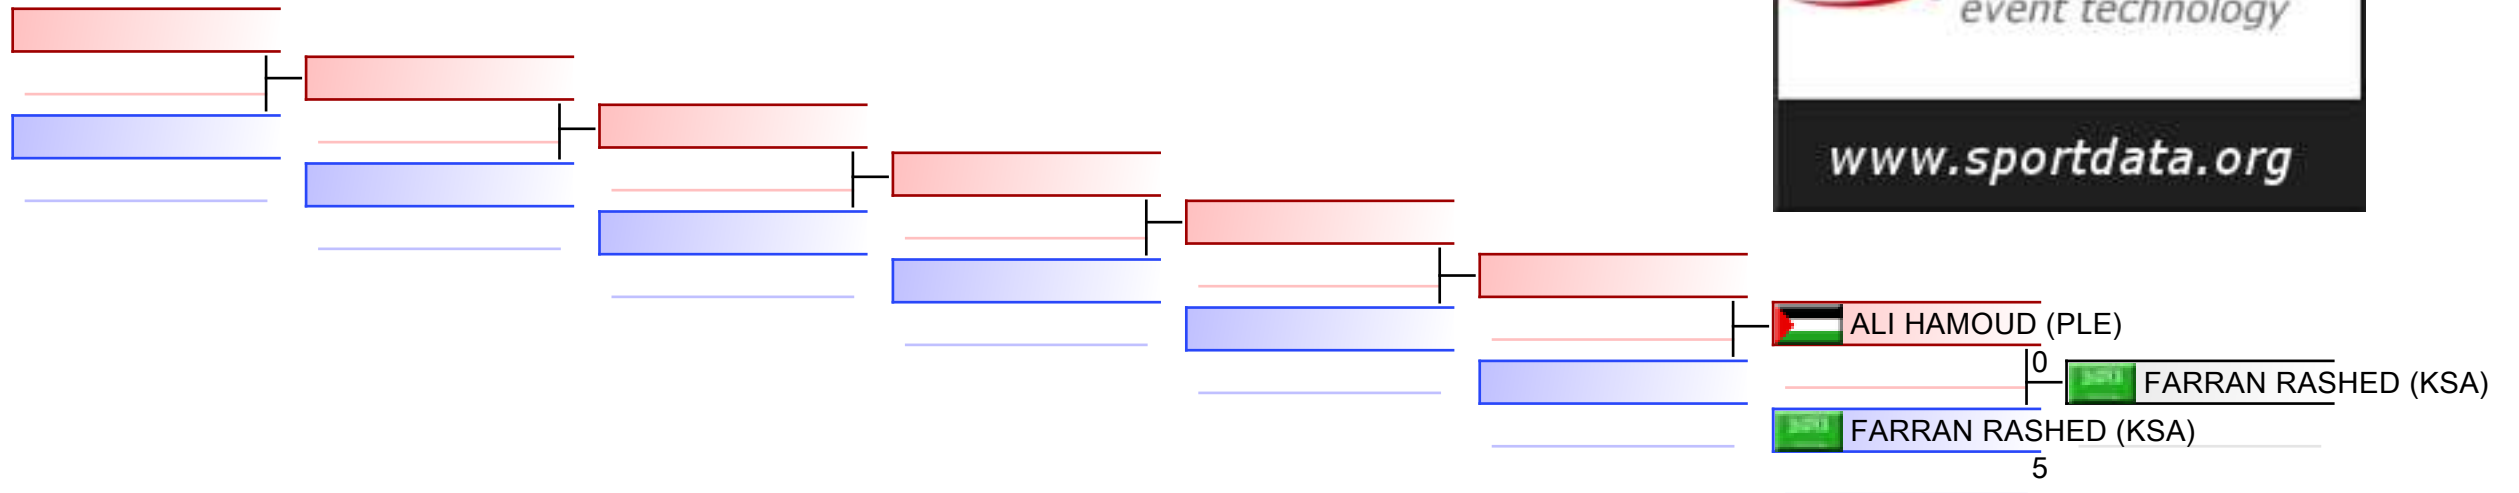 event technology
www.sportdata.org
ALI HAMOUD (PLE)
0
FARRAN RASHED (KSA)
FARRAN RASHED (KSA)
5